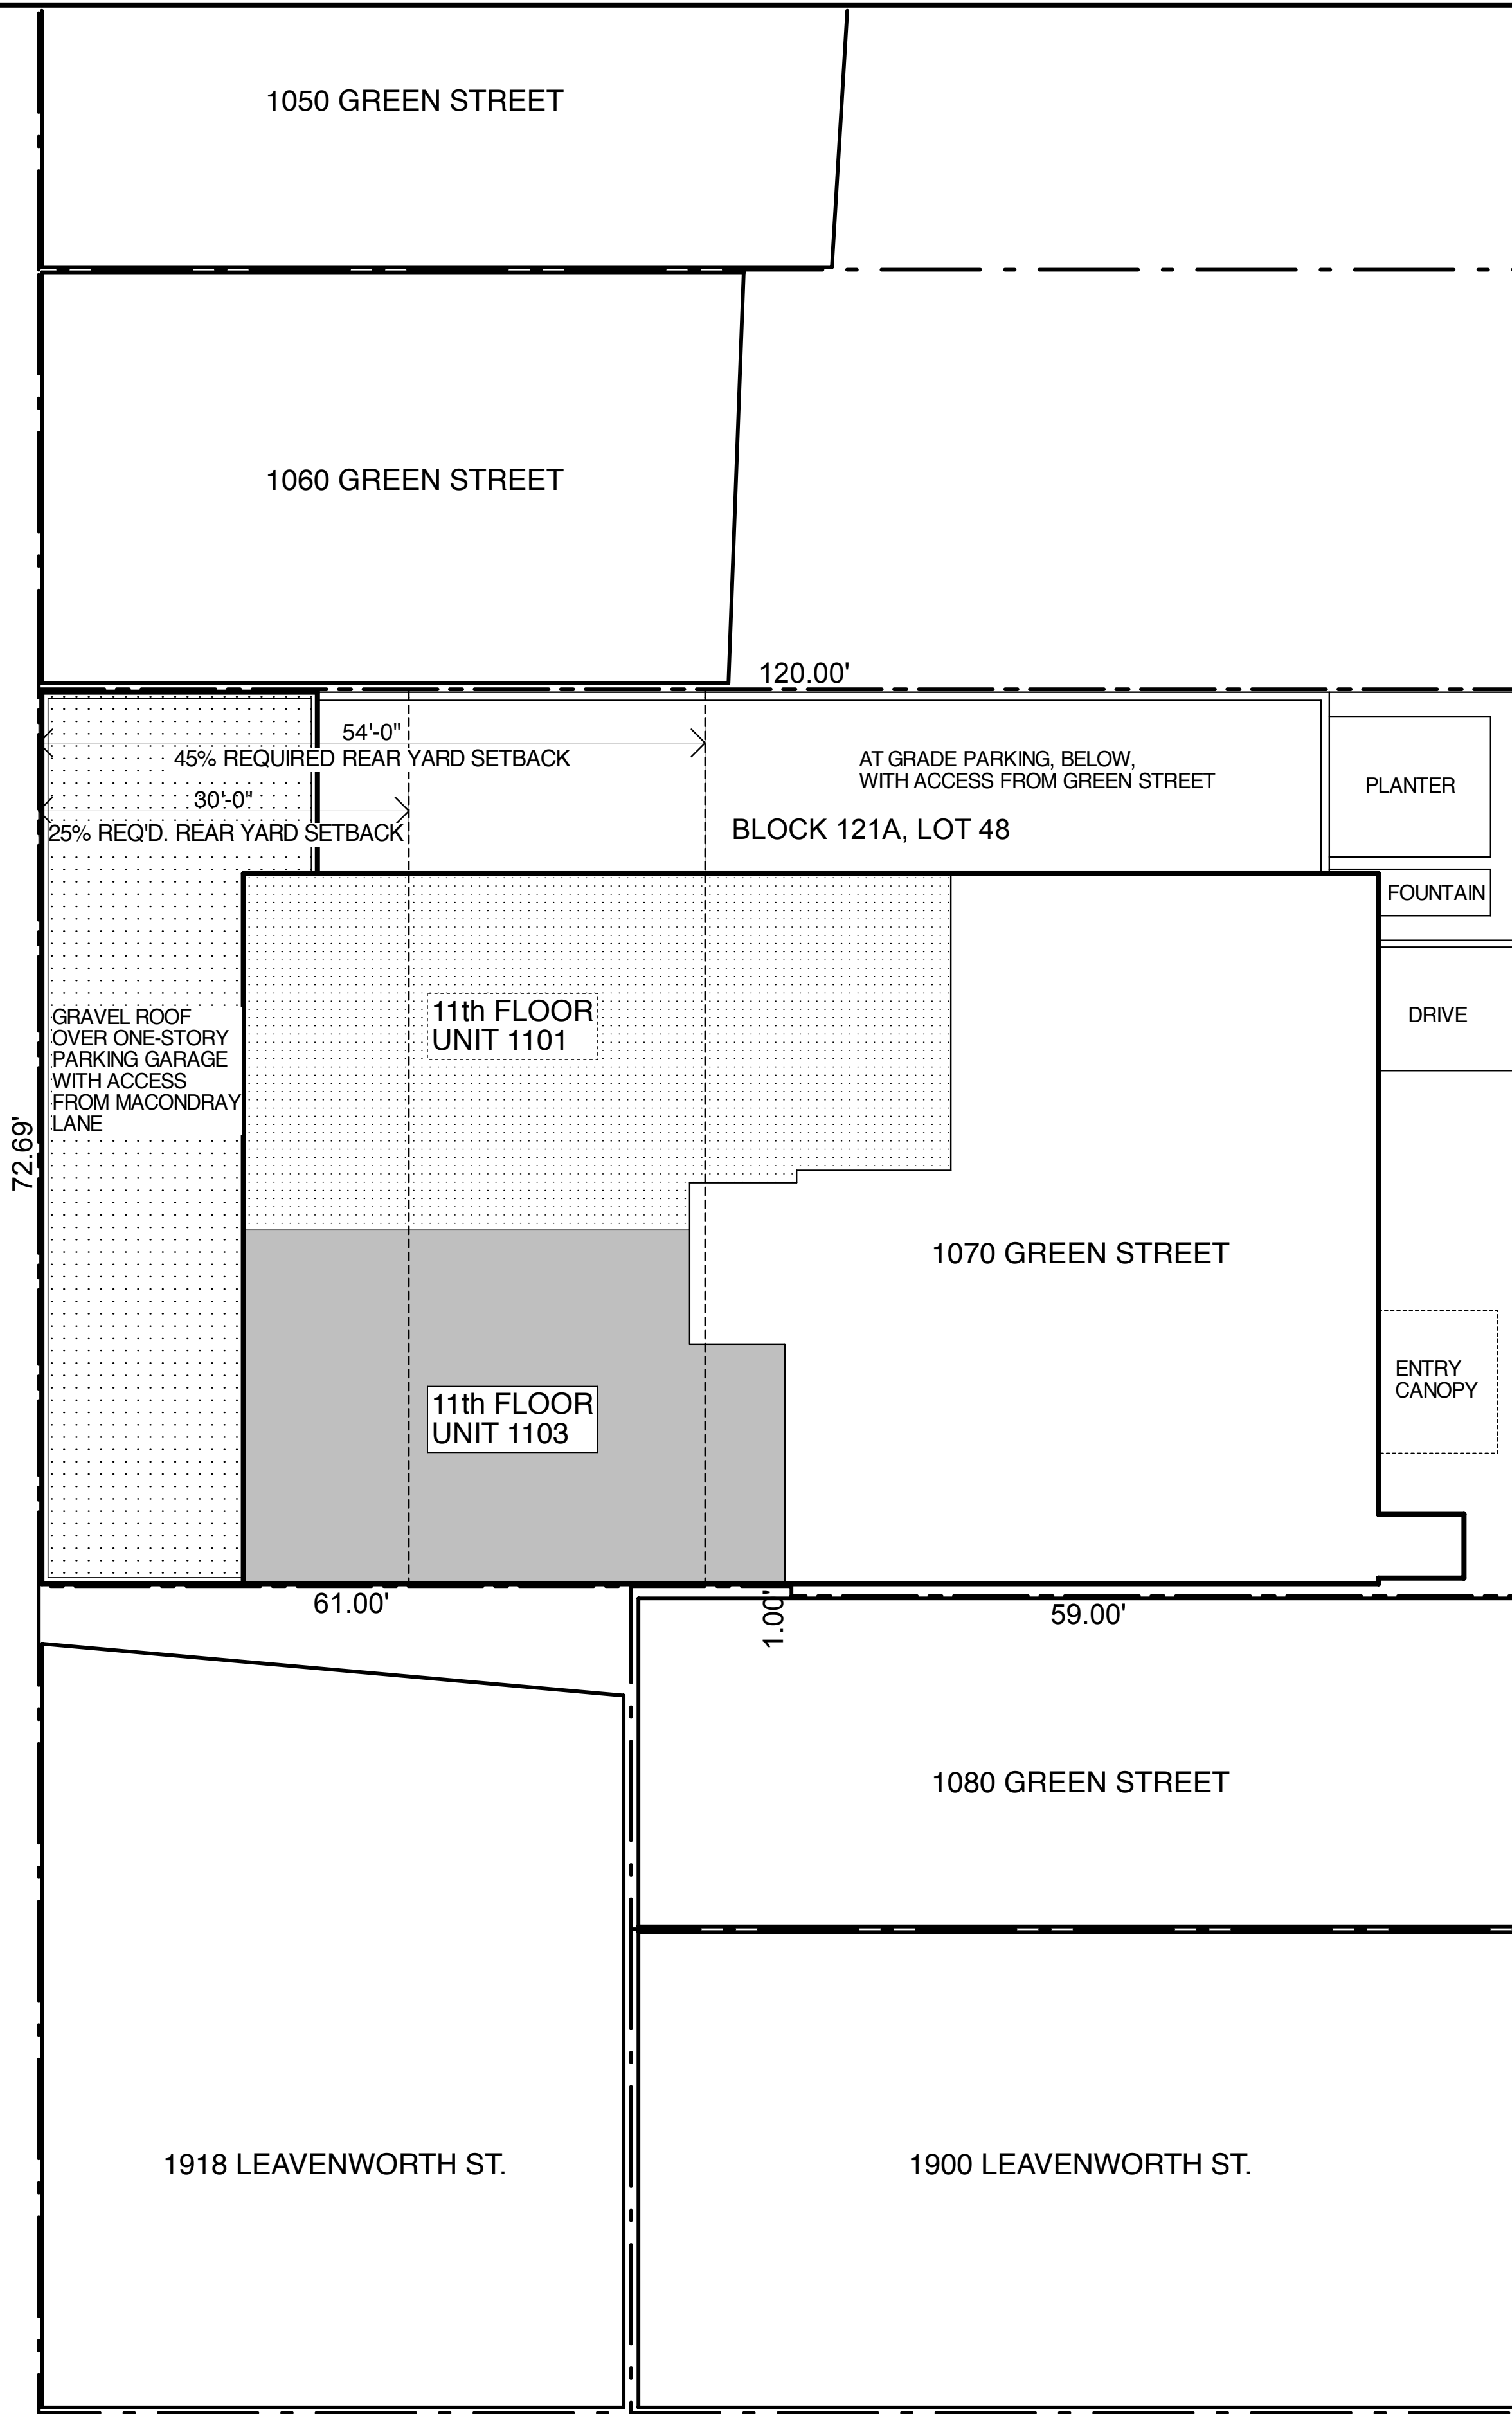 1050 GREEN STREET
1060 GREEN STREET
120.00'
54'-0"
45% REQUIRED REAR YARD SETBACK
30'-0"
25% REQ'D. REAR YARD SETBACK
AT GRADE PARKING, BELOW,
WITH ACCESS FROM GREEN STREET
BLOCK 121A, LOT 48
PLANTER
FOUNTAIN
DRIVE
11th FLOOR
UNIT 1101
GRAVEL ROOF
OVER ONE-STORY
PARKING GARAGE
WITH ACCESS
FROM MACONDRAY
LANE
72.69'
1070 GREEN STREET
ENTRY
CANOPY
11th FLOOR
UNIT 1103
61.00'
1.00'
59.00'
1080 GREEN STREET
1918 LEAVENWORTH ST.
1900 LEAVENWORTH ST.